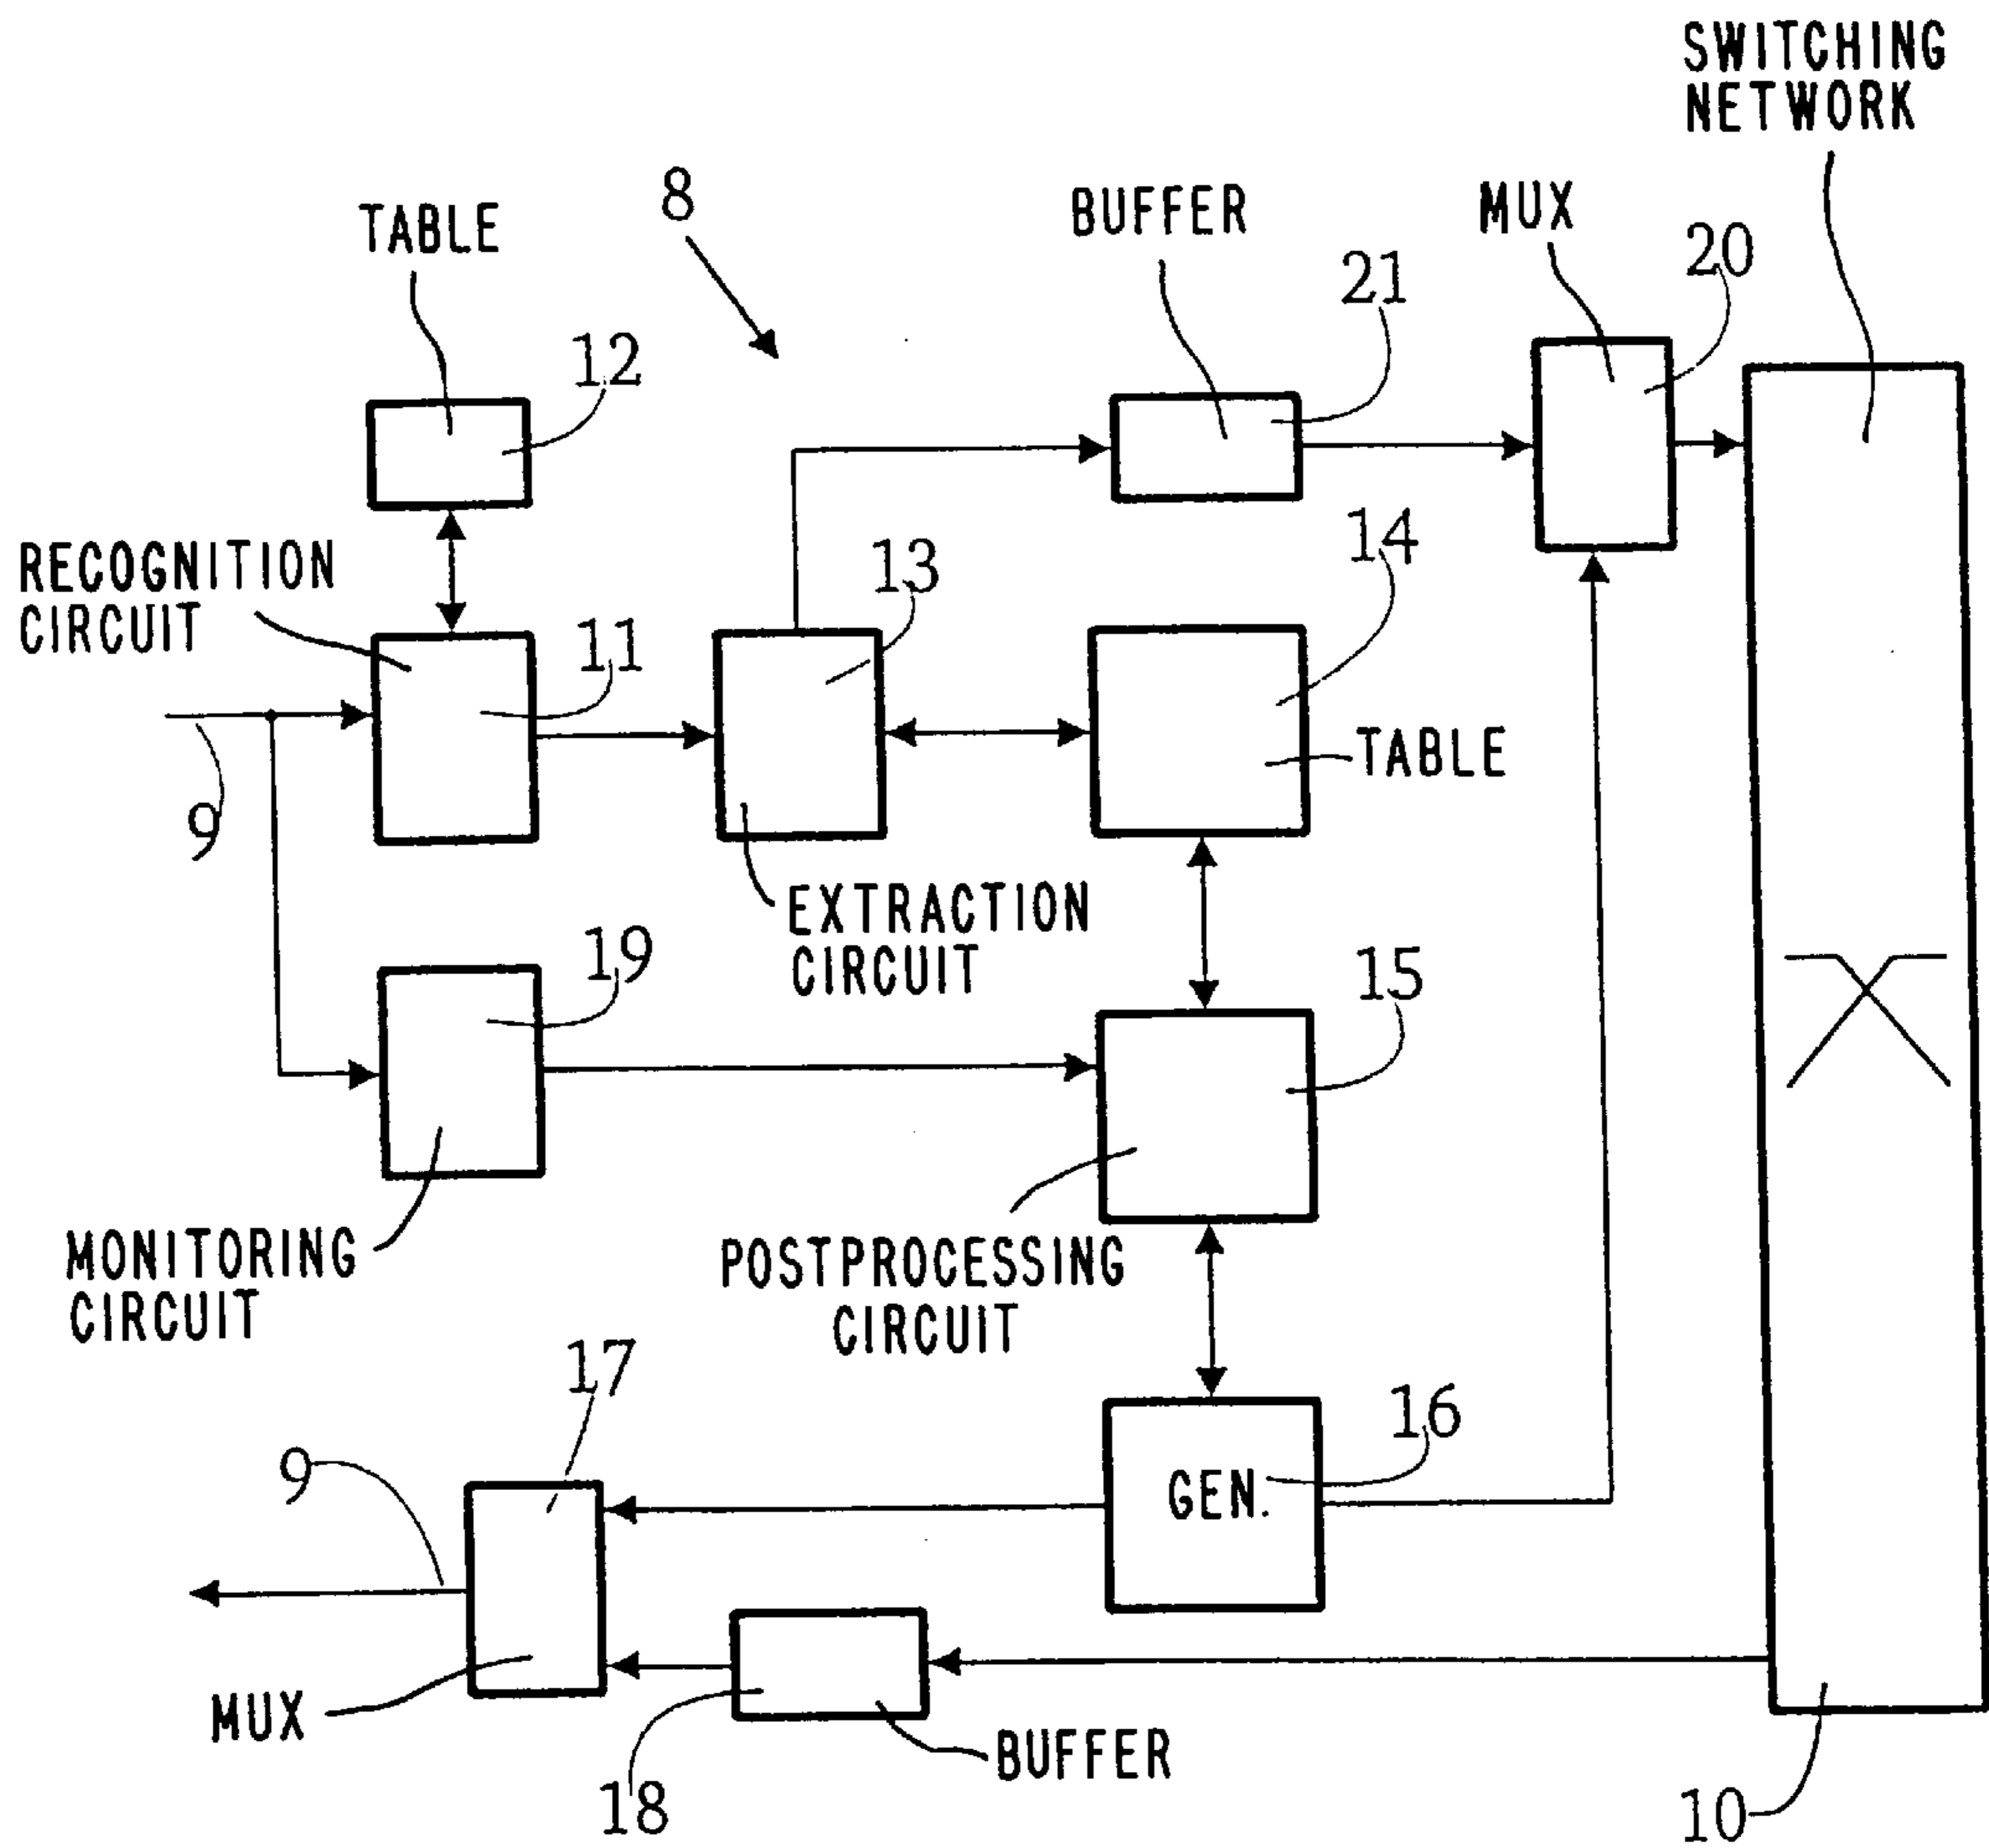 SWITCHING
NETWORK
8
TABLE
BUFFER
MUX
20
21
12
14
RECOGNITION
CIRCUIT
13
11
TABLE
9
EXTRACTION
CIRCUIT
19
15
MONITORING
CIRCUIT
POSTPROCESSING
CIRCUIT
17
16
9
GEN.
MUX
BUFFER
18
10